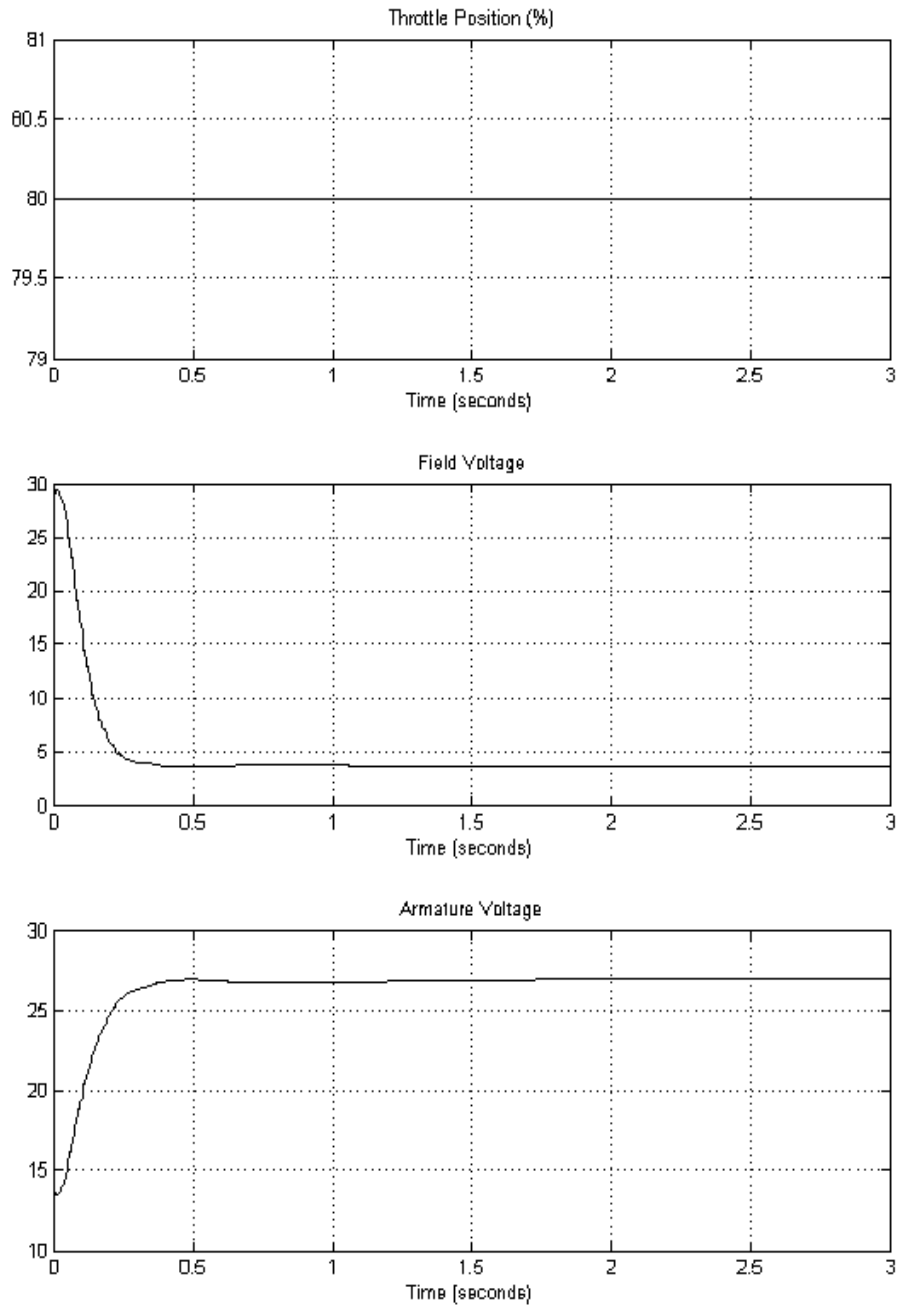 Throttle Position (%)
81
80.5
80
79.5
79
0 0.5 1 1.5 2 2.5 3
Time (seconds)
Field Voltage
30
25
20
15
10
5
0
0 0.5 1 1.5 2 2.5 3
Time (seconds)
Armature Voltage
30
25
20
15
10
0 0.5 1 1.5 2 2.5 3
Time (seconds)